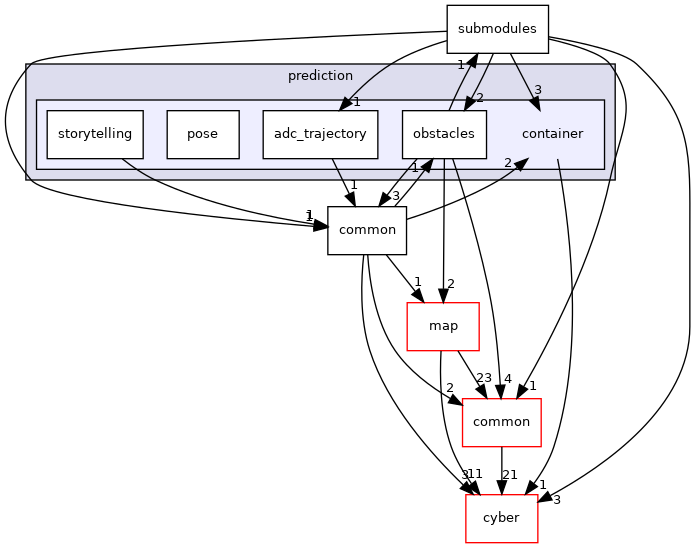 submodules
1
prediction
1
2
3
storytelling
pose
adc_trajectory
obstacles
container
1
2
1
3
1
1
common
1
2
map
2
23
4
1
common
3
11
21
1
3
cyber